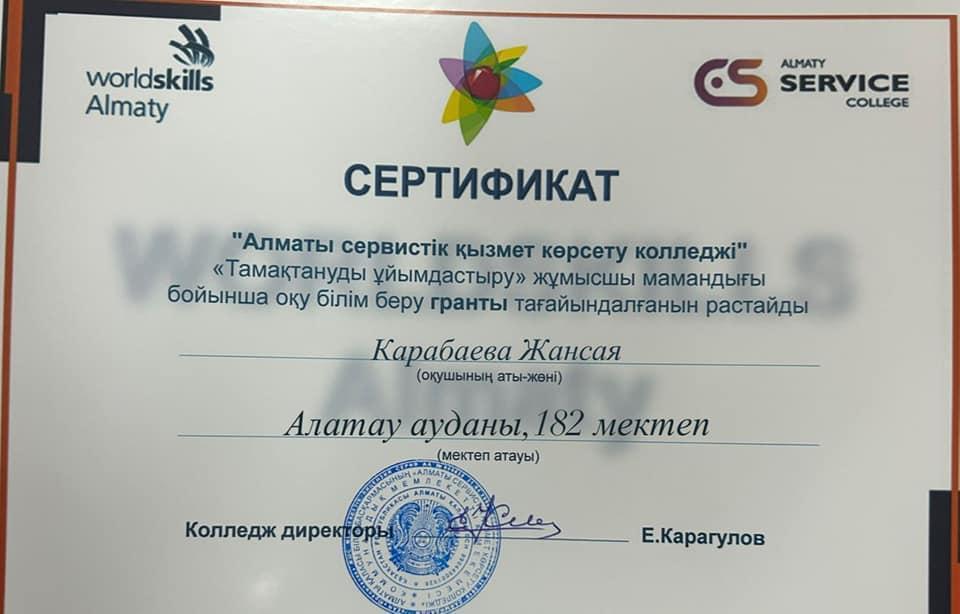 worldskills
Almaty
ALMATY
SERVICE
COLLEGE
СЕРТИФИКАТ
"Алматы сервистік қызмет көрсету колледжі"
«Тамақтануды ұйымдастыру» жұмысшы мамандығы
бойынша оқу білім беру гранты тағайындалғанын растайды
Карабаева Жансая
(оқушының аты-жөні)
Алатау ауданы, 182 мектеп
(мектеп атауы)
Колледж директоры
Е.Карагулов